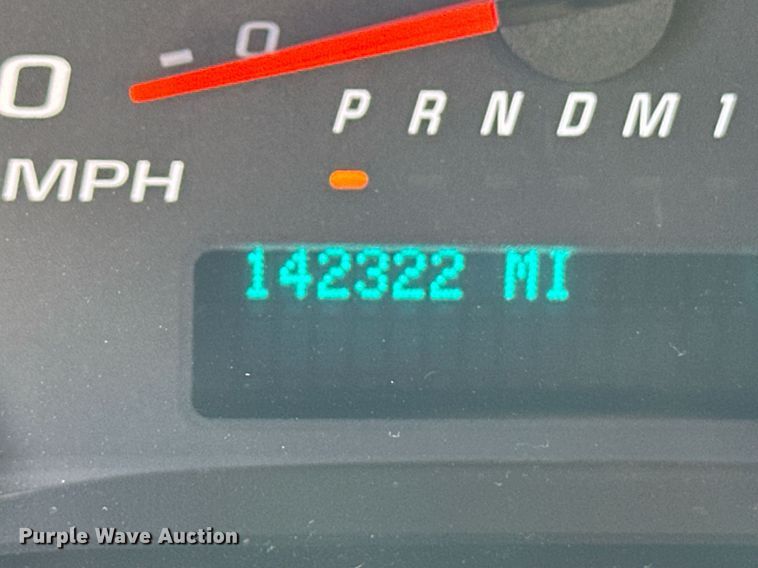 0 0
P R N D M 1
MPH
142322 MI
Purple Wave Auction